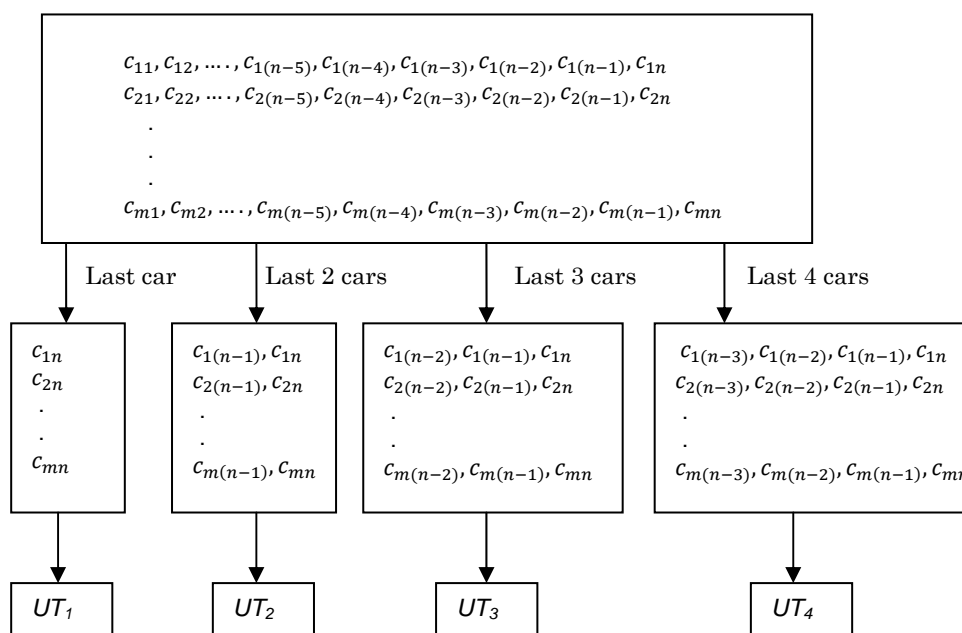 c₁₁, c₁₂, …. , c₁₍ₙ₋₅₎, c₁₍ₙ₋₄₎, c₁₍ₙ₋₃₎, c₁₍ₙ₋₂₎, c₁₍ₙ₋₁₎, c₁ₙ
c₂₁, c₂₂, …. , c₂₍ₙ₋₅₎, c₂₍ₙ₋₄₎, c₂₍ₙ₋₃₎, c₂₍ₙ₋₂₎, c₂₍ₙ₋₁₎, c₂ₙ
.
.
.
cₘ₁, cₘ₂, …. , cₘ₍ₙ₋₅₎, cₘ₍ₙ₋₄₎, cₘ₍ₙ₋₃₎, cₘ₍ₙ₋₂₎, cₘ₍ₙ₋₁₎, cₘₙ
Last car
Last 2 cars
Last 3 cars
Last 4 cars
c₁ₙ
c₂ₙ
.
.
cₘₙ
c₁₍ₙ₋₁₎, c₁ₙ
c₂₍ₙ₋₁₎, c₂ₙ
.
.
cₘ₍ₙ₋₁₎, cₘₙ
c₁₍ₙ₋₂₎, c₁₍ₙ₋₁₎, c₁ₙ
c₂₍ₙ₋₂₎, c₂₍ₙ₋₁₎, c₂ₙ
.
.
cₘ₍ₙ₋₂₎, cₘ₍ₙ₋₁₎, cₘₙ
c₁₍ₙ₋₃₎, c₁₍ₙ₋₂₎, c₁₍ₙ₋₁₎, c₁ₙ
c₂₍ₙ₋₃₎, c₂₍ₙ₋₂₎, c₂₍ₙ₋₁₎, c₂ₙ
.
.
cₘ₍ₙ₋₃₎, cₘ₍ₙ₋₂₎, cₘ₍ₙ₋₁₎, cₘₙ
UT₁
UT₂
UT₃
UT₄